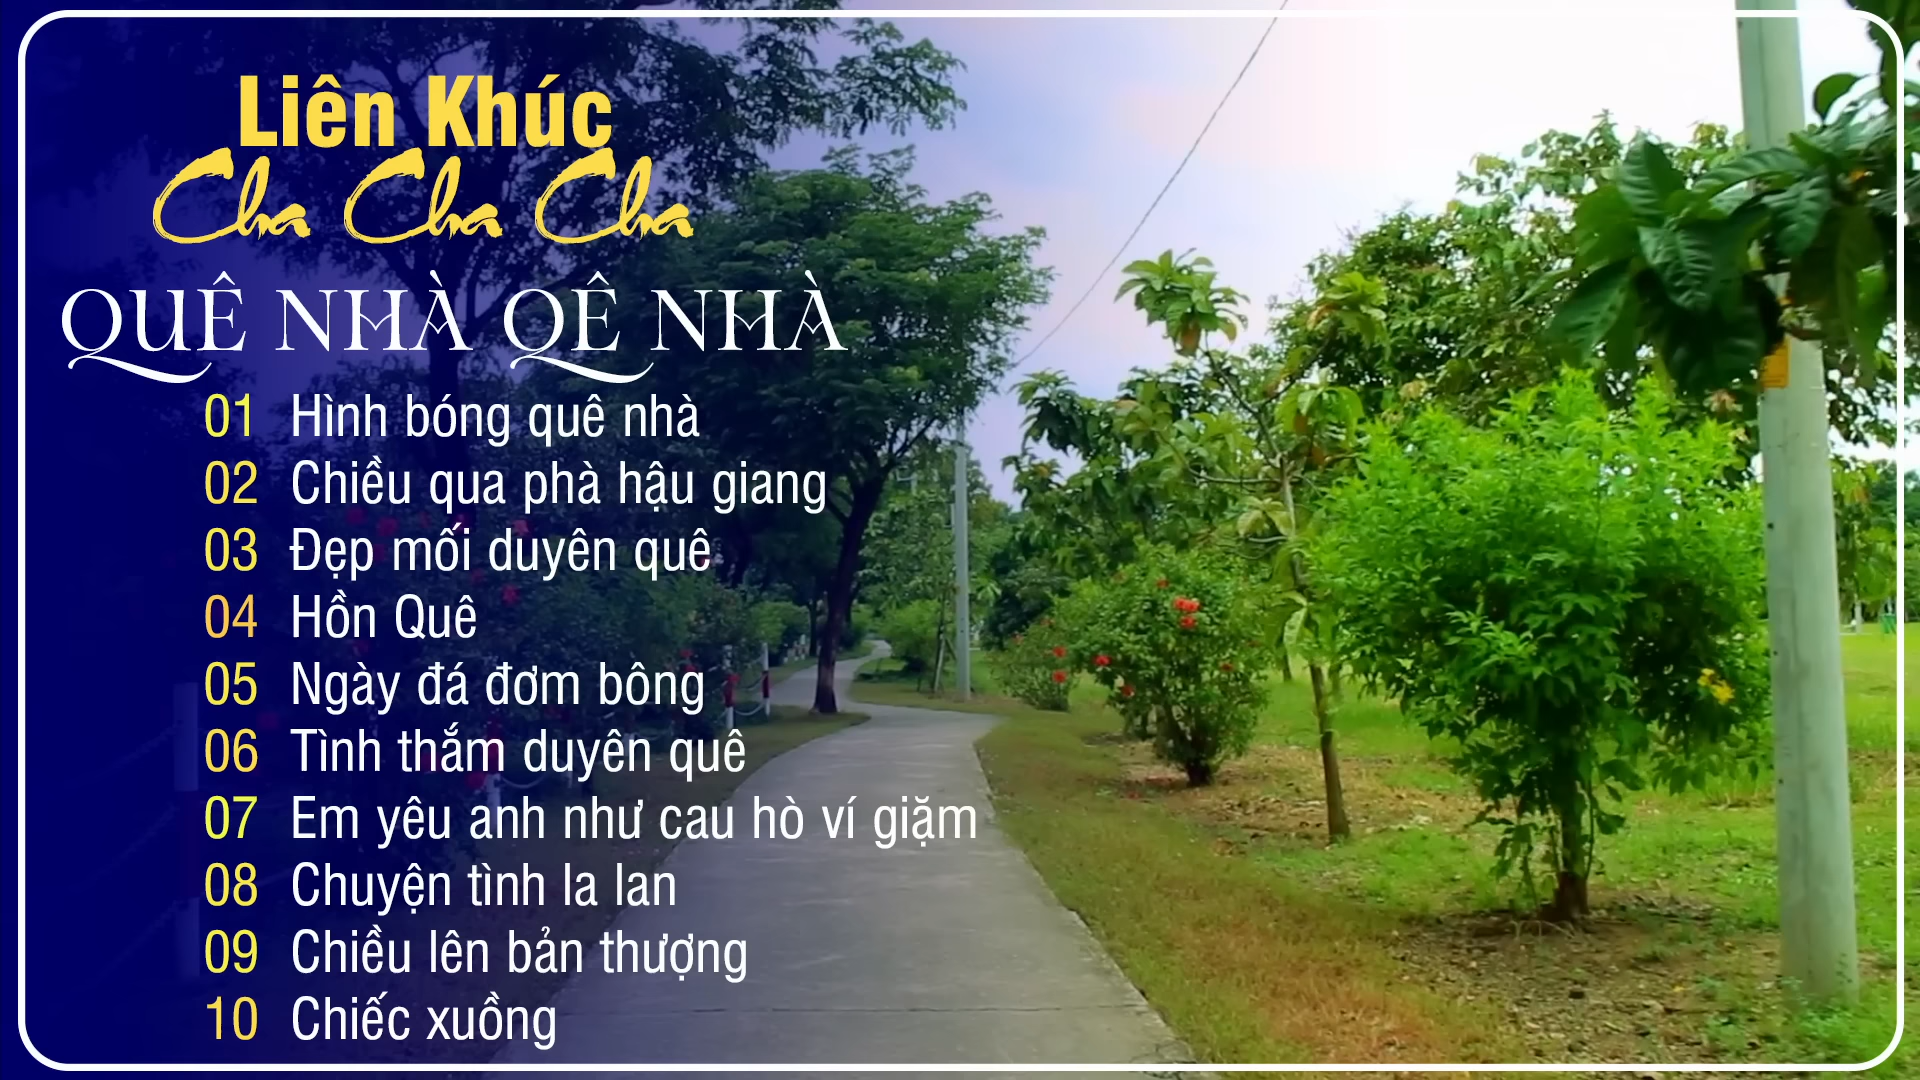 Liên Khúc
Cha Cha Cha
QUÊ NHÀ QÊ NHÀ
01 Hình bóng quê nhà
02 Chiều qua phà hậu giang
03 Đẹp mối duyên quê
04 Hồn Quê
05 Ngày đá đơm bông
06 Tình thắm duyên quê
07 Em yêu anh như cau hò ví giặm
08 Chuyện tình la lan
09 Chiều lên bản thượng
10 Chiếc xuồng